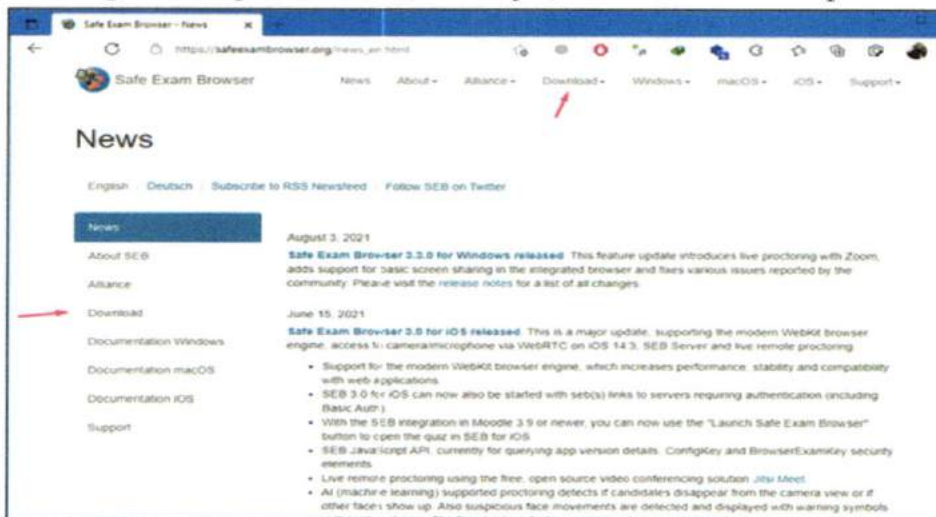 Safe Exam Browser - News
https://safeexambrowser.org/news_en.html
Safe Exam Browser News About Alliance Download Windows macOS iOS Support
News
English Deutsch Subscribe to RSS Newsfeed Follow SEB on Twitter
News
About SEB
Alliance
Download
Documentation Windows
Documentation macOS
Documentation iOS
Support
August 3, 2021
Safe Exam Browser 3.3.0 for Windows released This feature update introduces live proctoring with Zoom,
adds support for basic screen sharing in the integrated browser and fixes various issues reported by the
community. Please visit the release notes for a list of all changes.
June 15, 2021
Safe Exam Browser 3.0 for iOS released. This is a major update, supporting the modern WebKit browser
engine, access to camera/microphone via WebRTC on iOS 14.3, SEB Server and live remote proctoring.
• Support for the modern WebKit browser engine, which increases performance, stability and compatibility
with web applications.
• SEB 3.0 for iOS can now also be started with seb(s) links to servers requiring authentication (including
Basic Auth).
• With the SEB integration in Moodle 3.9 or newer, you can now use the "Launch Safe Exam Browser"
button to open the quiz in SEB for iOS.
• SEB JavaScript API, currently for querying app version details, ConfigKey and BrowserExamKey security
elements.
• Live remote proctoring using the free, open source video conferencing solution Jitsi Meet.
• AI (machine learning) supported proctoring detects if candidates disappear from the camera view or if
other faces show up. Also suspicious face movements are detected and displayed with warning symbols